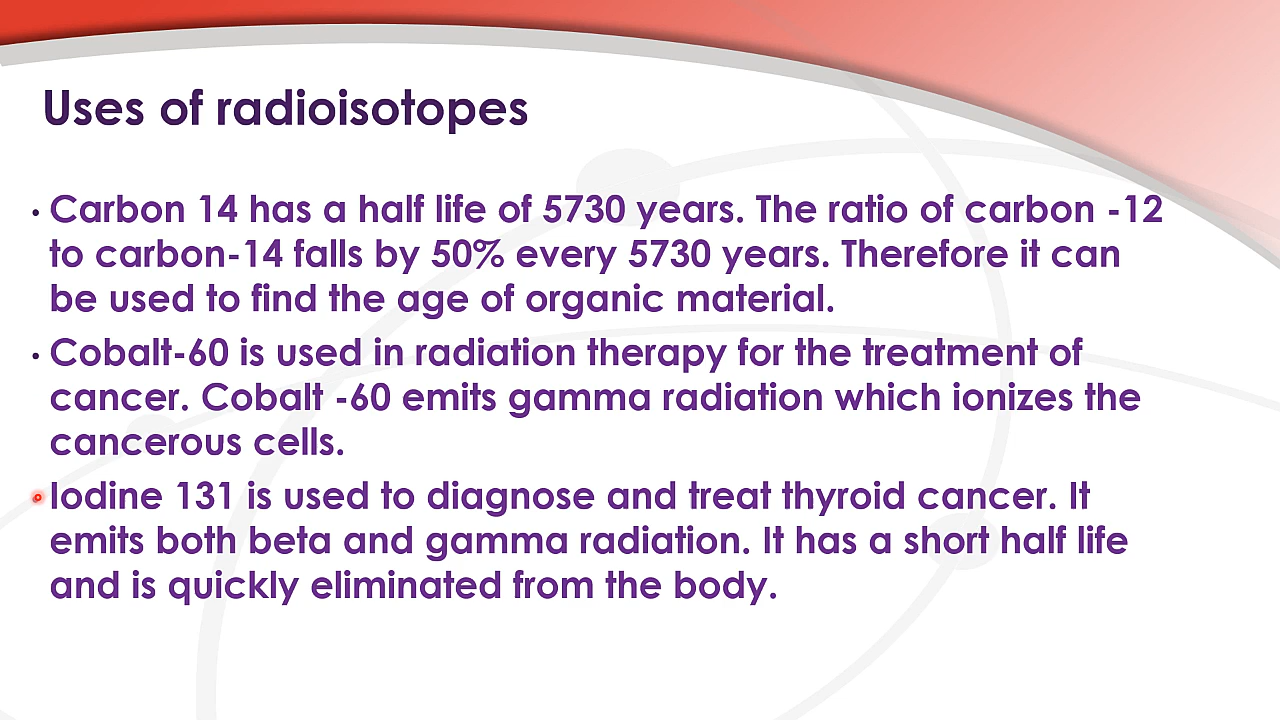 Uses of radioisotopes
• Carbon 14 has a half life of 5730 years. The ratio of carbon -12
to carbon-14 falls by 50% every 5730 years. Therefore it can
be used to find the age of organic material.
• Cobalt-60 is used in radiation therapy for the treatment of
cancer. Cobalt -60 emits gamma radiation which ionizes the
cancerous cells.
• Iodine 131 is used to diagnose and treat thyroid cancer. It
emits both beta and gamma radiation. It has a short half life
and is quickly eliminated from the body.